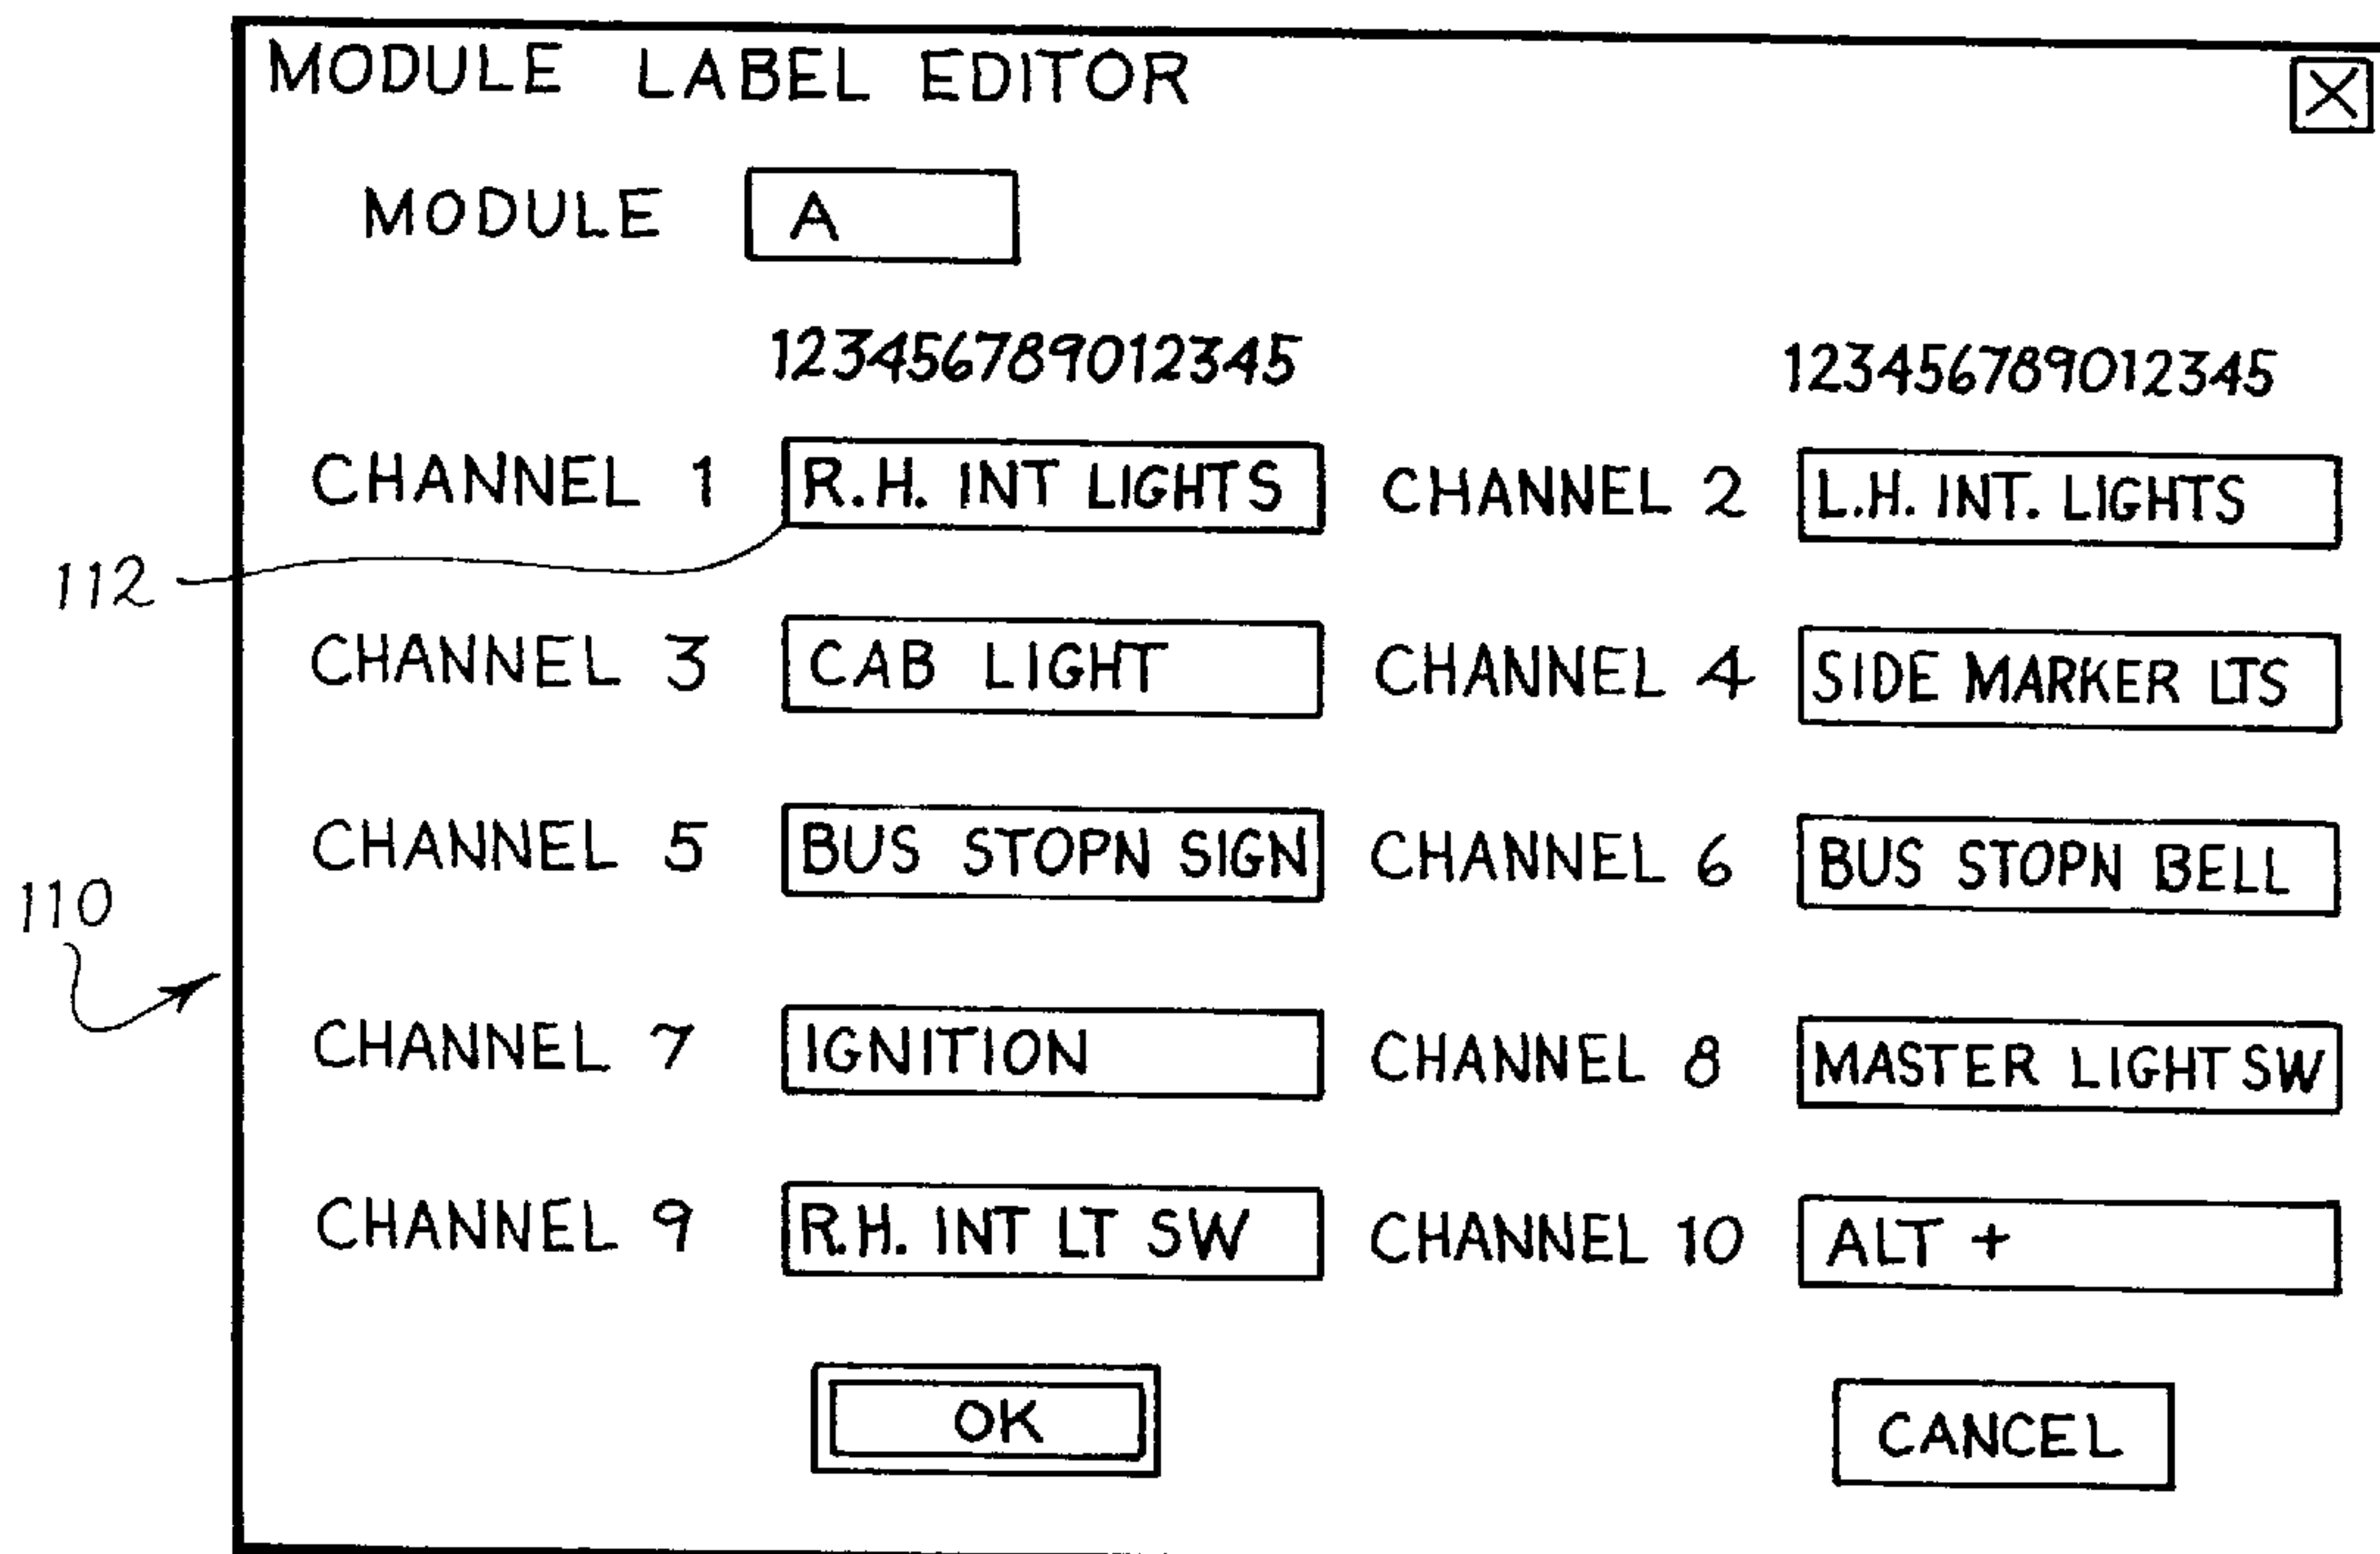 MODULE LABEL EDITOR X
MODULE A
123456789012345 123456789012345
CHANNEL 1 R.H. INT LIGHTS CHANNEL 2 L.H. INT. LIGHTS
112
CHANNEL 3 CAB LIGHT CHANNEL 4 SIDE MARKER LTS
CHANNEL 5 BUS STOPN SIGN CHANNEL 6 BUS STOPN BELL
110
CHANNEL 7 IGNITION CHANNEL 8 MASTER LIGHT SW
CHANNEL 9 R.H. INT LT SW CHANNEL 10 ALT +
OK CANCEL